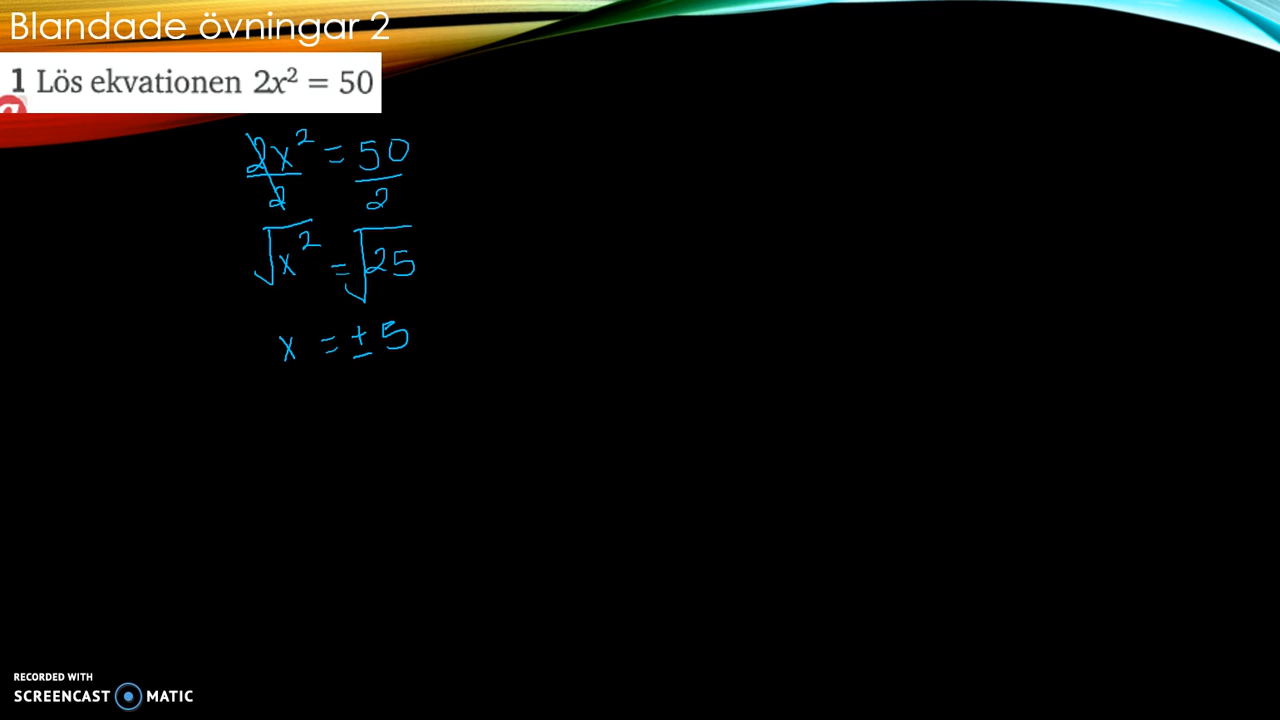 Blandade övningar 2
1 Lös ekvationen 2x² = 50
2x²/2 = 50/2
√x² = √25
x = ±5
RECORDED WITH
SCREENCAST MATIC